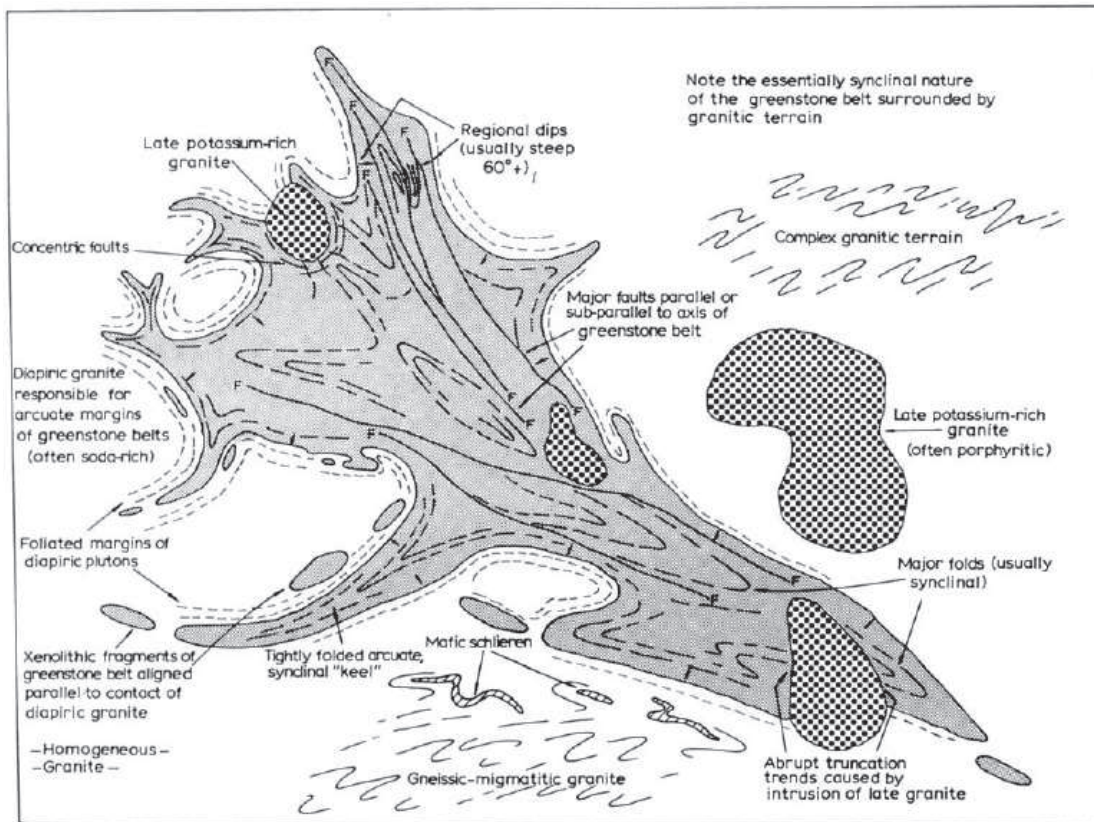 Note the essentially synclinal nature
of the greenstone belt surrounded by
granitic terrain
F
F
F
Regional dips
(usually steep
60°+)
Late potassium-rich
granite
F
F
Concentric faults
Complex granitic terrain
Major faults parallel or
sub-parallel to axis of
greenstone belt
Diapiric granite
responsible for
arcuate margins
of greenstone belts
(often soda-rich)
F
F
F
F
Late potassium-rich
granite
(often porphyritic)
Foliated margins of
diapiric plutons
Major folds (usually
synclinal)
F
F
Mafic schlieren
Xenolithic fragments of
greenstone belt aligned
parallel to contact of
diapiric granite
Tightly folded arcuate,
synclinal "keel"
—Homogeneous—
—Granite—
Gneissic-migmatitic granite
Abrupt truncation
trends caused by
intrusion of late granite